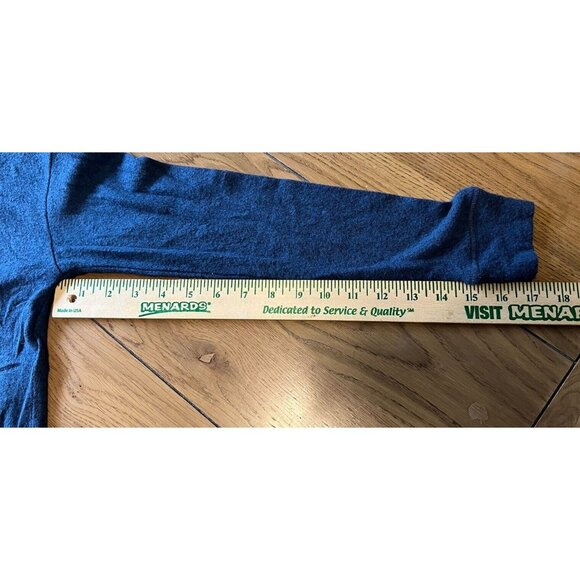 1 2 3 4 5 6 7 8 9 10 11 12 13 14 15 16 17 18
Made in USA MENARDS® Dedicated to Service & Quality℠ VISIT MENAR